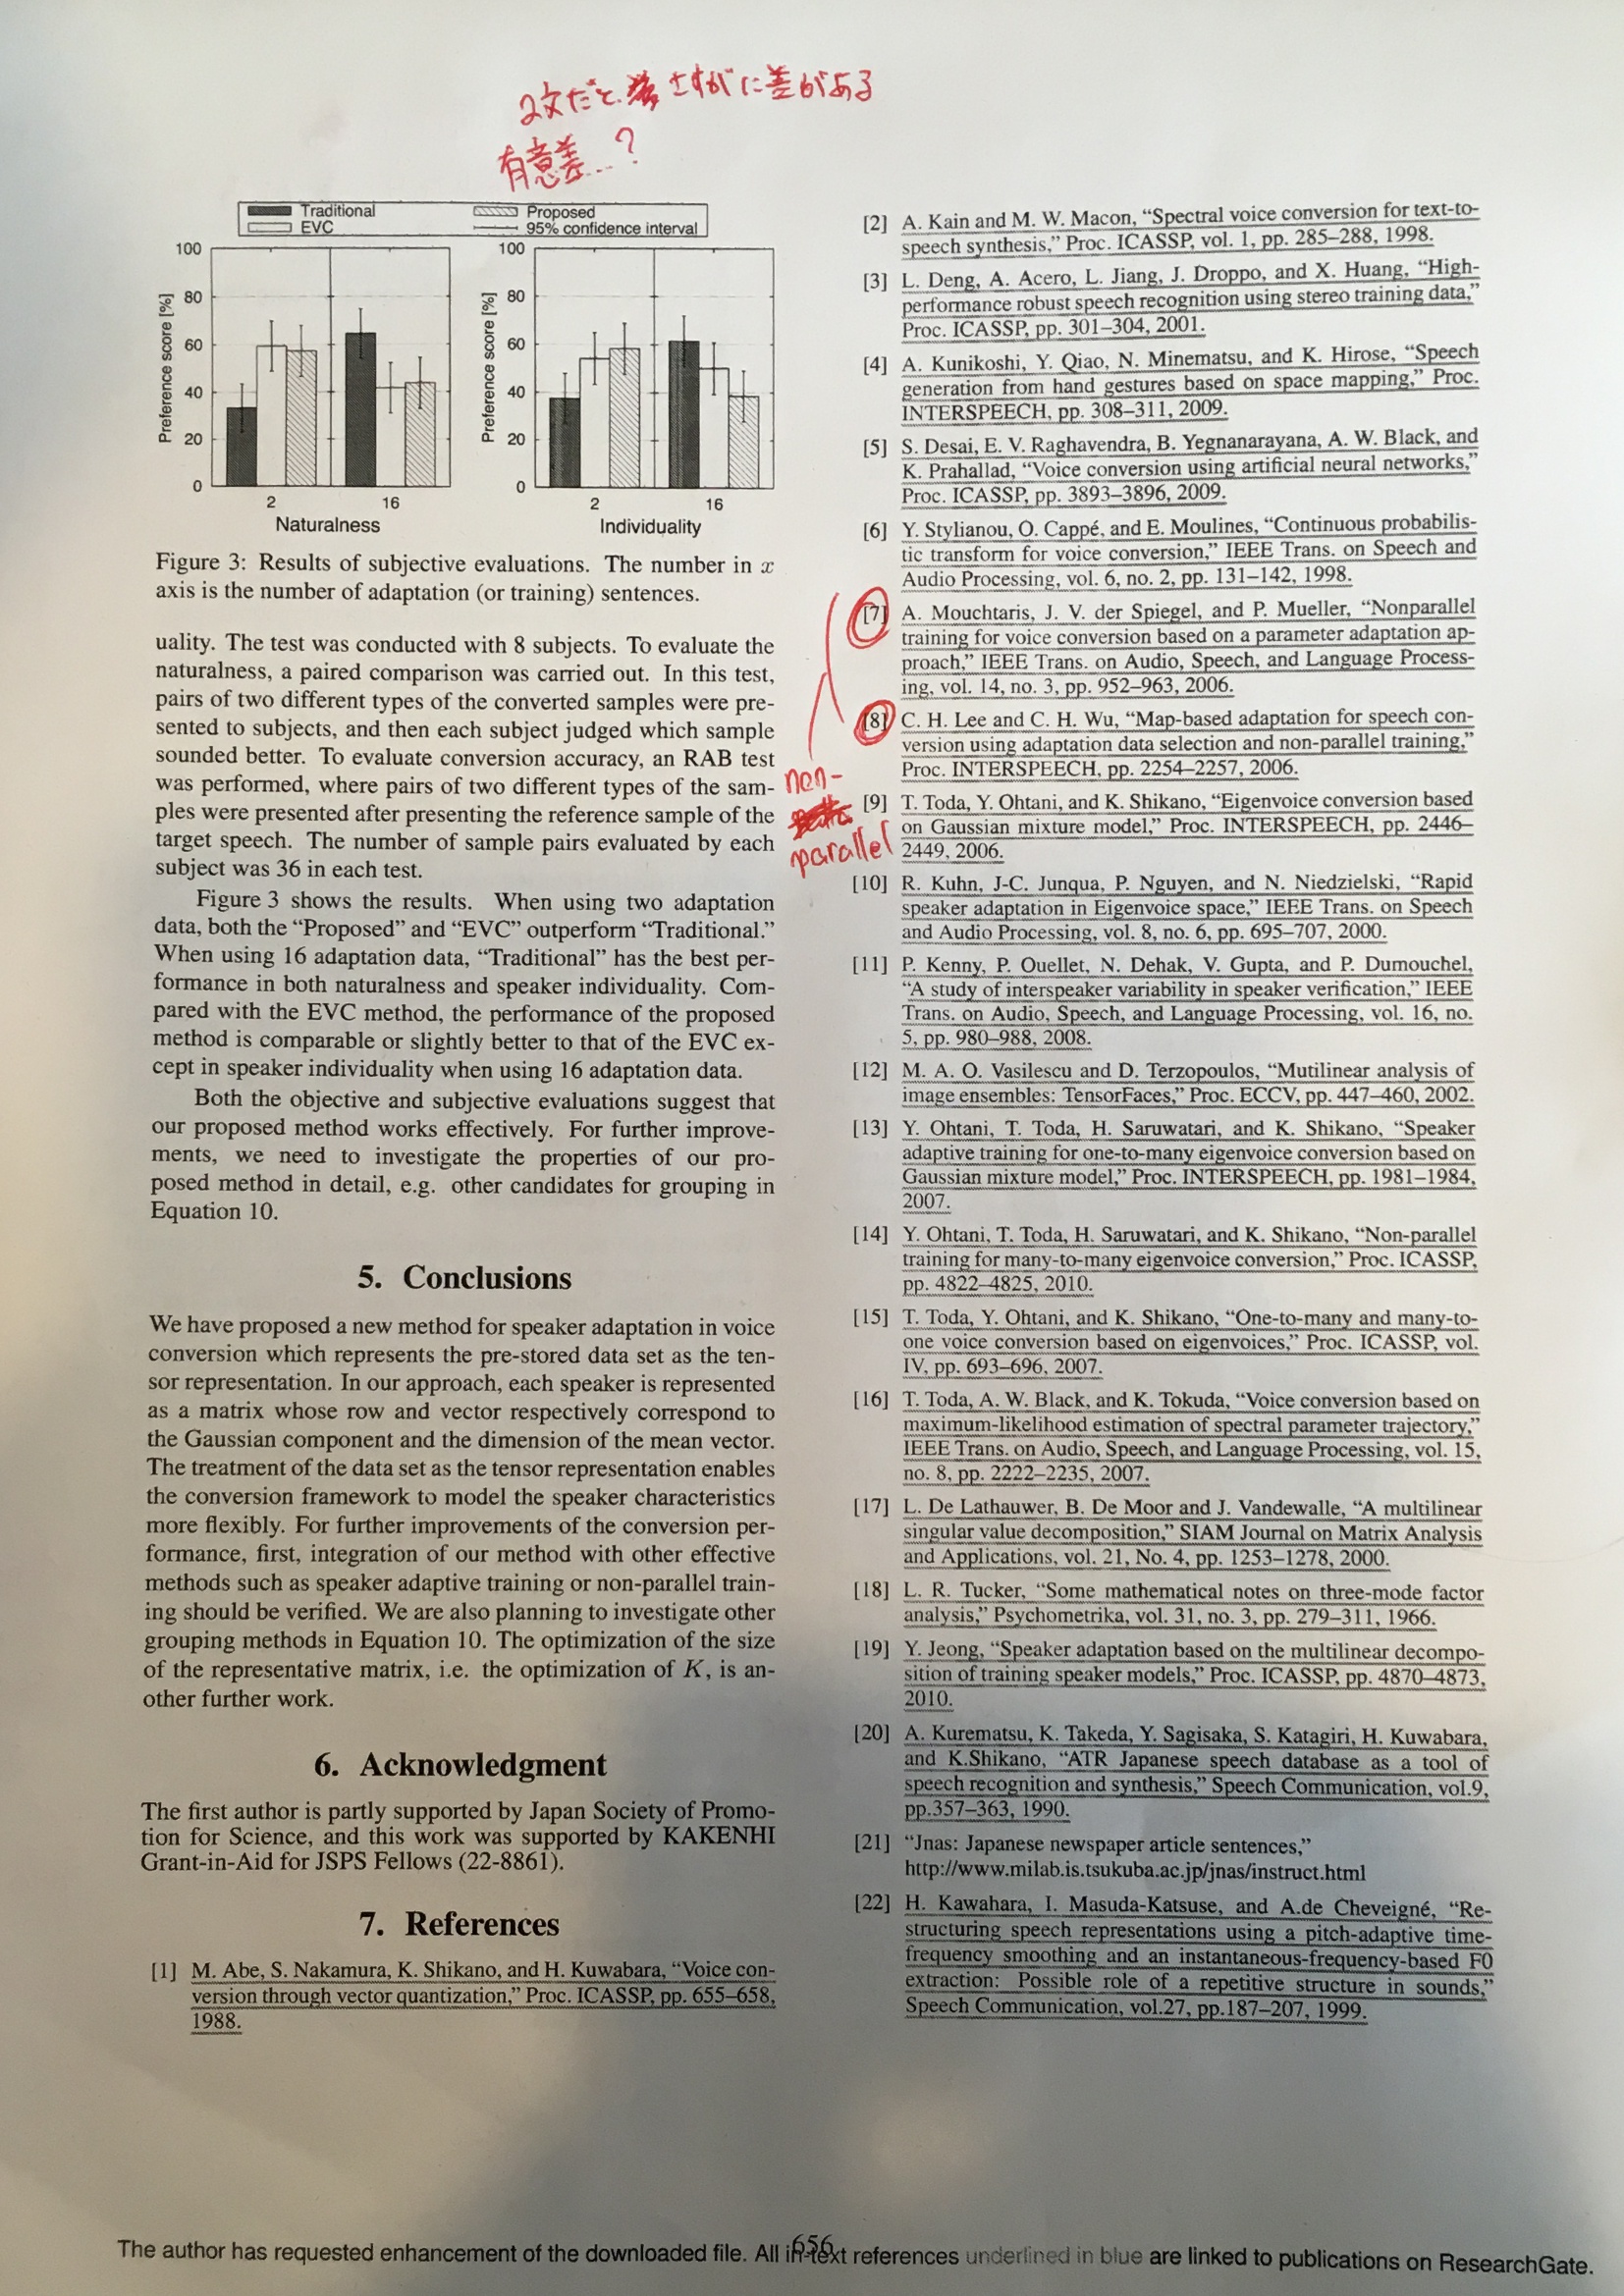 2文だと さすがに差がある
有意差...?
Traditional
EVC
Proposed
95% confidence interval
100
80
60
40
20
0
Preference score [%]
2
16
Naturalness
100
80
60
40
20
0
Preference score [%]
2
16
Individuality
Figure 3: Results of subjective evaluations. The number in x
axis is the number of adaptation (or training) sentences.
uality. The test was conducted with 8 subjects. To evaluate the
naturalness, a paired comparison was carried out. In this test,
pairs of two different types of the converted samples were pre-
sented to subjects, and then each subject judged which sample
sounded better. To evaluate conversion accuracy, an RAB test
was performed, where pairs of two different types of the sam-
ples were presented after presenting the reference sample of the
target speech. The number of sample pairs evaluated by each
subject was 36 in each test.
Figure 3 shows the results. When using two adaptation
data, both the “Proposed” and “EVC” outperform “Traditional.”
When using 16 adaptation data, “Traditional” has the best per-
formance in both naturalness and speaker individuality. Com-
pared with the EVC method, the performance of the proposed
method is comparable or slightly better to that of the EVC ex-
cept in speaker individuality when using 16 adaptation data.
Both the objective and subjective evaluations suggest that
our proposed method works effectively. For further improve-
ments, we need to investigate the properties of our pro-
posed method in detail, e.g. other candidates for grouping in
Equation 10.
5. Conclusions
We have proposed a new method for speaker adaptation in voice
conversion which represents the pre-stored data set as the ten-
sor representation. In our approach, each speaker is represented
as a matrix whose row and vector respectively correspond to
the Gaussian component and the dimension of the mean vector.
The treatment of the data set as the tensor representation enables
the conversion framework to model the speaker characteristics
more flexibly. For further improvements of the conversion per-
formance, first, integration of our method with other effective
methods such as speaker adaptive training or non-parallel train-
ing should be verified. We are also planning to investigate other
grouping methods in Equation 10. The optimization of the size
of the representative matrix, i.e. the optimization of K, is an-
other further work.
6. Acknowledgment
The first author is partly supported by Japan Society of Promo-
tion for Science, and this work was supported by KAKENHI
Grant-in-Aid for JSPS Fellows (22-8861).
7. References
[1] M. Abe, S. Nakamura, K. Shikano, and H. Kuwabara, “Voice con-
version through vector quantization,” Proc. ICASSP, pp. 655–658,
1988.
[2] A. Kain and M. W. Macon, “Spectral voice conversion for text-to-
speech synthesis,” Proc. ICASSP, vol. 1, pp. 285–288, 1998.
[3] L. Deng, A. Acero, L. Jiang, J. Droppo, and X. Huang, “High-
performance robust speech recognition using stereo training data,”
Proc. ICASSP, pp. 301–304, 2001.
[4] A. Kunikoshi, Y. Qiao, N. Minematsu, and K. Hirose, “Speech
generation from hand gestures based on space mapping,” Proc.
INTERSPEECH, pp. 308–311, 2009.
[5] S. Desai, E. V. Raghavendra, B. Yegnanarayana, A. W. Black, and
K. Prahallad, “Voice conversion using artificial neural networks,”
Proc. ICASSP, pp. 3893–3896, 2009.
[6] Y. Stylianou, O. Cappé, and E. Moulines, “Continuous probabilis-
tic transform for voice conversion,” IEEE Trans. on Speech and
Audio Processing, vol. 6, no. 2, pp. 131–142, 1998.
[7] A. Mouchtaris, J. V. der Spiegel, and P. Mueller, “Nonparallel
training for voice conversion based on a parameter adaptation ap-
proach,” IEEE Trans. on Audio, Speech, and Language Process-
ing, vol. 14, no. 3, pp. 952–963, 2006.
[8] C. H. Lee and C. H. Wu, “Map-based adaptation for speech con-
version using adaptation data selection and non-parallel training,”
Proc. INTERSPEECH, pp. 2254–2257, 2006.
non-
parallel
[9] T. Toda, Y. Ohtani, and K. Shikano, “Eigenvoice conversion based
on Gaussian mixture model,” Proc. INTERSPEECH, pp. 2446–
2449, 2006.
[10] R. Kuhn, J-C. Junqua, P. Nguyen, and N. Niedzielski, “Rapid
speaker adaptation in Eigenvoice space,” IEEE Trans. on Speech
and Audio Processing, vol. 8, no. 6, pp. 695–707, 2000.
[11] P. Kenny, P. Ouellet, N. Dehak, V. Gupta, and P. Dumouchel,
“A study of interspeaker variability in speaker verification,” IEEE
Trans. on Audio, Speech, and Language Processing, vol. 16, no.
5, pp. 980–988, 2008.
[12] M. A. O. Vasilescu and D. Terzopoulos, “Mutilinear analysis of
image ensembles: TensorFaces,” Proc. ECCV, pp. 447–460, 2002.
[13] Y. Ohtani, T. Toda, H. Saruwatari, and K. Shikano, “Speaker
adaptive training for one-to-many eigenvoice conversion based on
Gaussian mixture model,” Proc. INTERSPEECH, pp. 1981–1984,
2007.
[14] Y. Ohtani, T. Toda, H. Saruwatari, and K. Shikano, “Non-parallel
training for many-to-many eigenvoice conversion,” Proc. ICASSP,
pp. 4822–4825, 2010.
[15] T. Toda, Y. Ohtani, and K. Shikano, “One-to-many and many-to-
one voice conversion based on eigenvoices,” Proc. ICASSP, vol.
IV, pp. 693–696, 2007.
[16] T. Toda, A. W. Black, and K. Tokuda, “Voice conversion based on
maximum-likelihood estimation of spectral parameter trajectory,”
IEEE Trans. on Audio, Speech, and Language Processing, vol. 15,
no. 8, pp. 2222–2235, 2007.
[17] L. De Lathauwer, B. De Moor and J. Vandewalle, “A multilinear
singular value decomposition,” SIAM Journal on Matrix Analysis
and Applications, vol. 21, No. 4, pp. 1253–1278, 2000.
[18] L. R. Tucker, “Some mathematical notes on three-mode factor
analysis,” Psychometrika, vol. 31, no. 3, pp. 279–311, 1966.
[19] Y. Jeong, “Speaker adaptation based on the multilinear decompo-
sition of training speaker models,” Proc. ICASSP, pp. 4870–4873,
2010.
[20] A. Kurematsu, K. Takeda, Y. Sagisaka, S. Katagiri, H. Kuwabara,
and K.Shikano, “ATR Japanese speech database as a tool of
speech recognition and synthesis,” Speech Communication, vol.9,
pp.357–363, 1990.
[21] “Jnas: Japanese newspaper article sentences,”
http://www.milab.is.tsukuba.ac.jp/jnas/instruct.html
[22] H. Kawahara, I. Masuda-Katsuse, and A.de Cheveigné, “Re-
structuring speech representations using a pitch-adaptive time-
frequency smoothing and an instantaneous-frequency-based F0
extraction: Possible role of a repetitive structure in sounds,”
Speech Communication, vol.27, pp.187–207, 1999.
656
The author has requested enhancement of the downloaded file. All in-text references underlined in blue are linked to publications on ResearchGate.